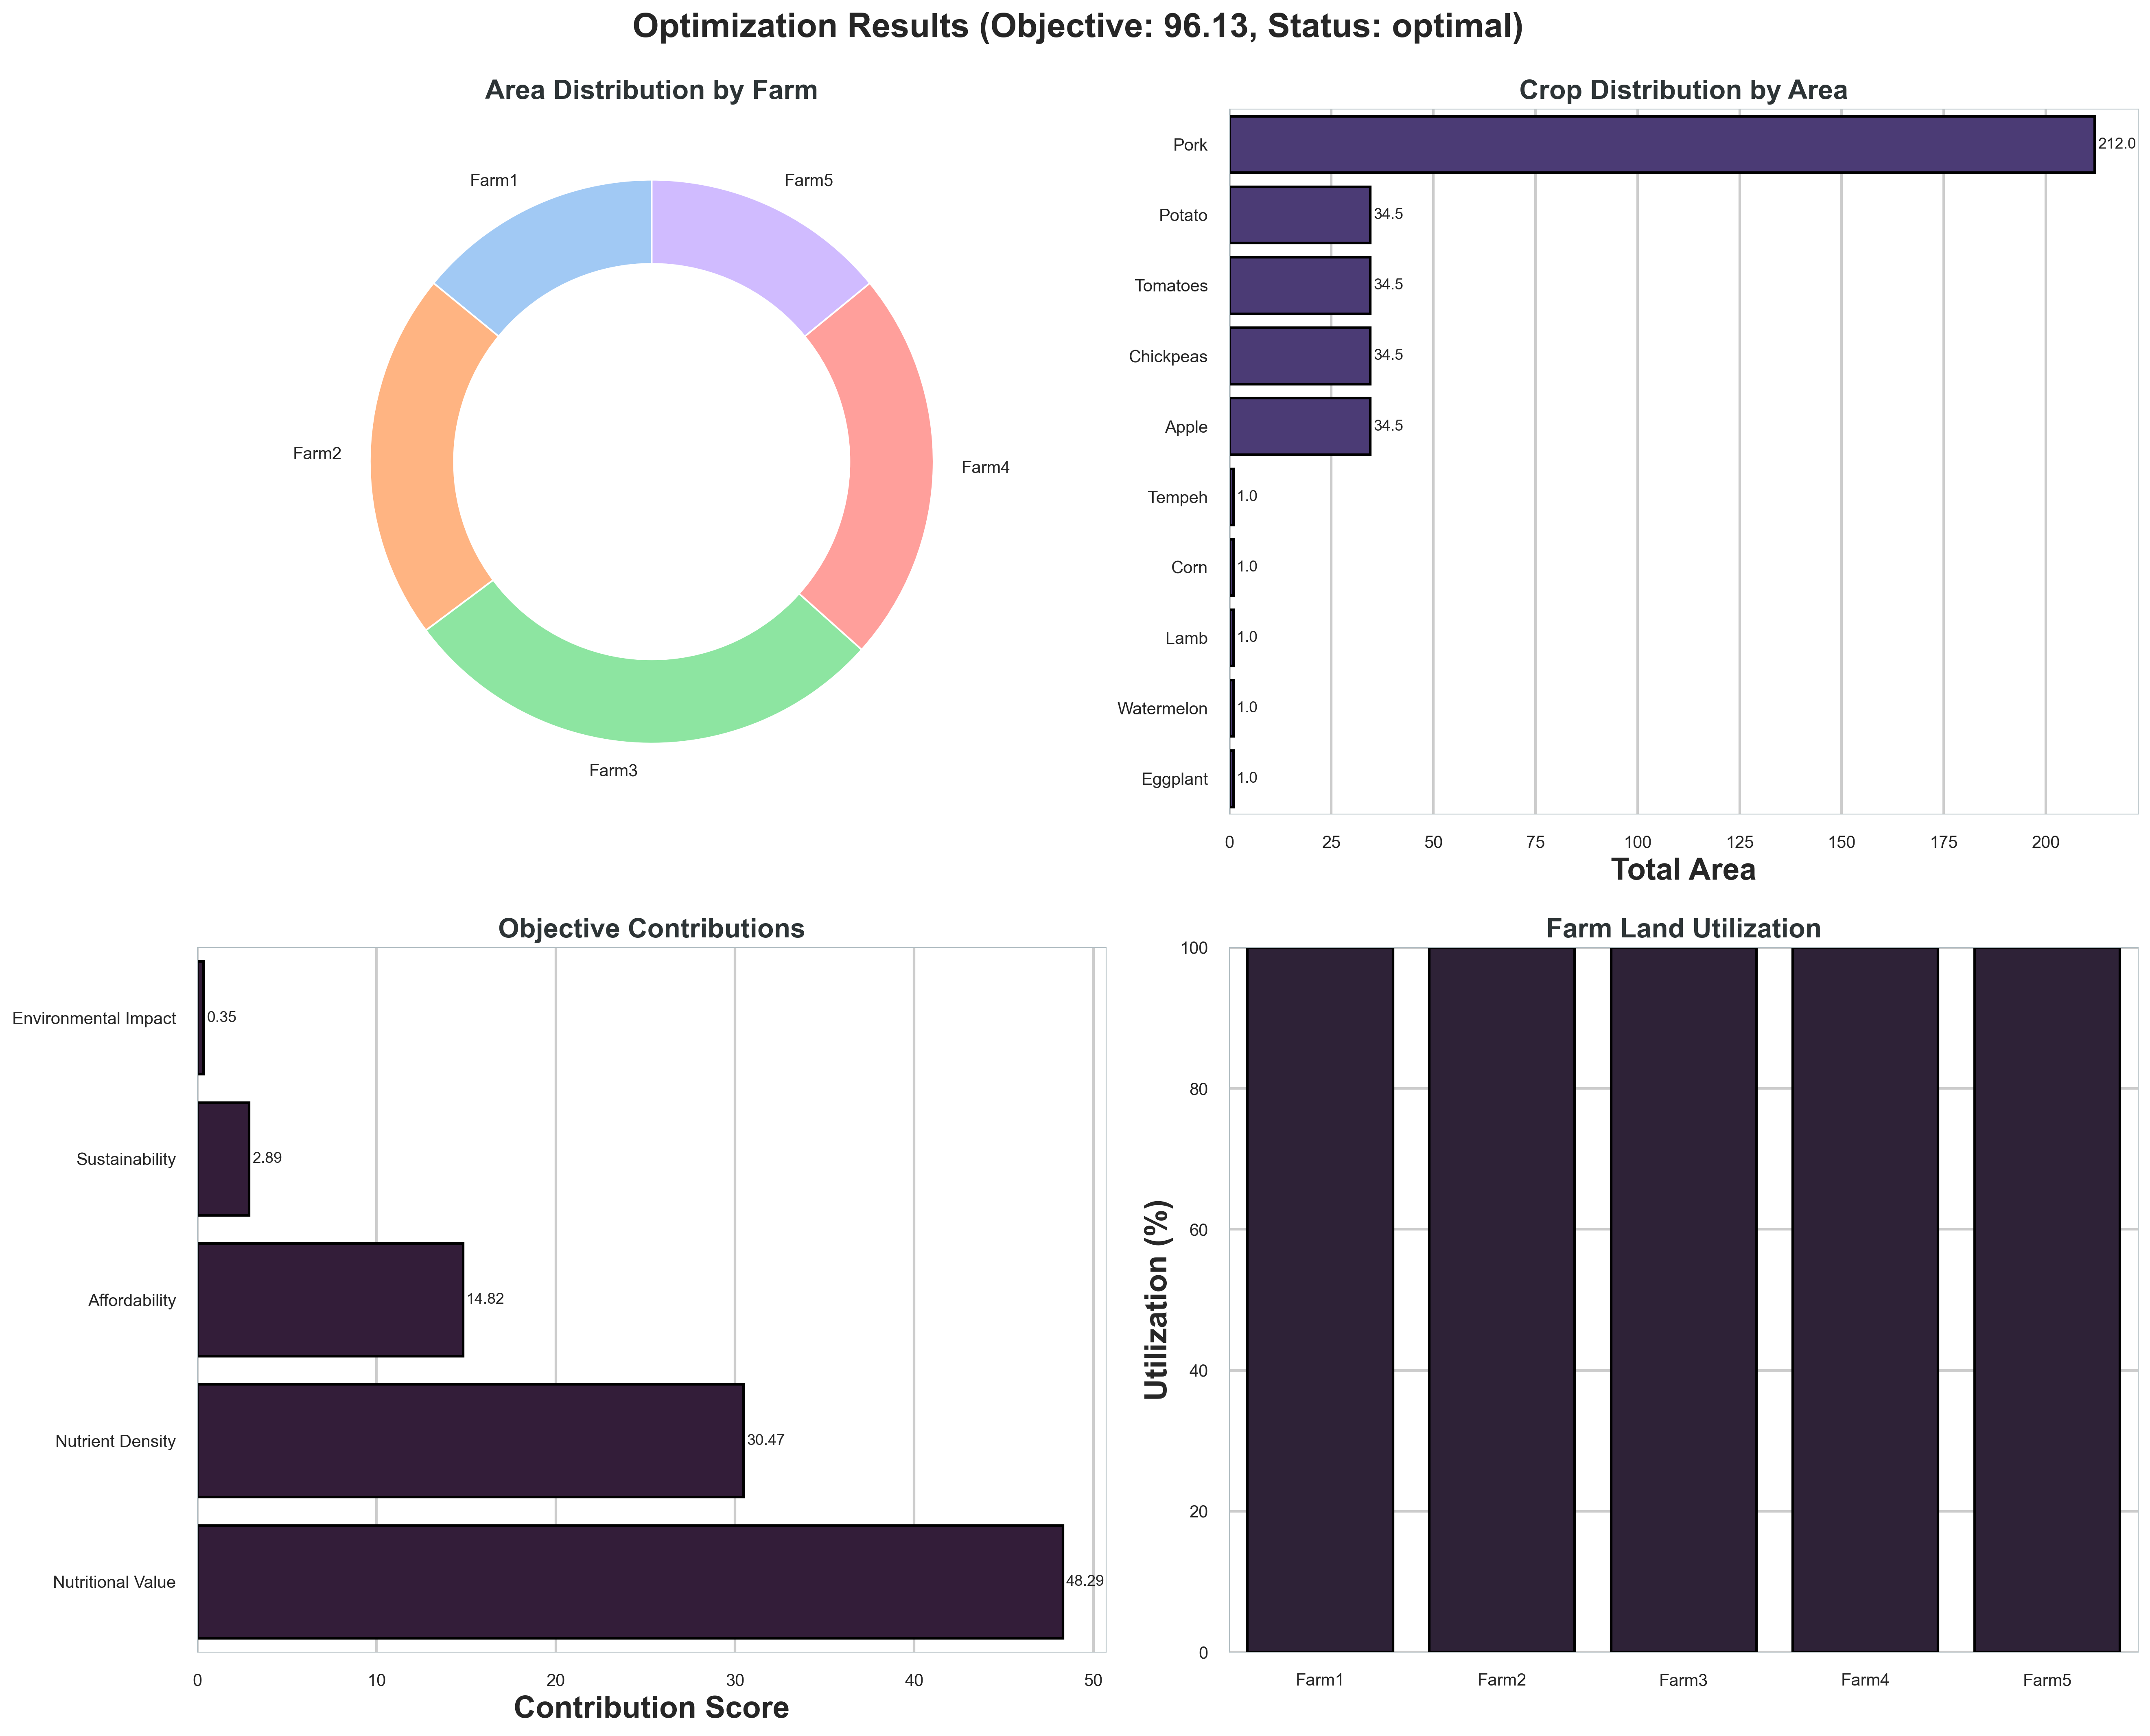 Optimization Results (Objective: 96.13, Status: optimal)
Area Distribution by Farm
Farm1
Farm5
Farm2
Farm4
Farm3
Crop Distribution by Area
Pork
212.0
Potato
34.5
Tomatoes
34.5
Chickpeas
34.5
Apple
34.5
Tempeh
1.0
Corn
1.0
Lamb
1.0
Watermelon
1.0
Eggplant
1.0
0
25
50
75
100
125
150
175
200
Total Area
Objective Contributions
Environmental Impact
0.35
Sustainability
2.89
Affordability
14.82
Nutrient Density
30.47
Nutritional Value
48.29
0
10
20
30
40
50
Contribution Score
Farm Land Utilization
Utilization (%)
100
80
60
40
20
0
Farm1
Farm2
Farm3
Farm4
Farm5